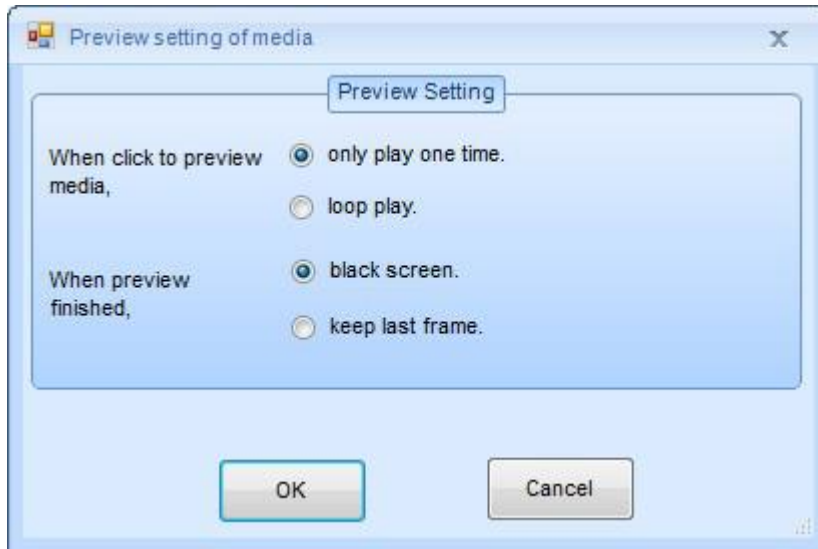 Preview setting of media
Preview Setting
When click to preview
media,
only play one time.
loop play.
When preview
finished,
black screen.
keep last frame.
OK
Cancel